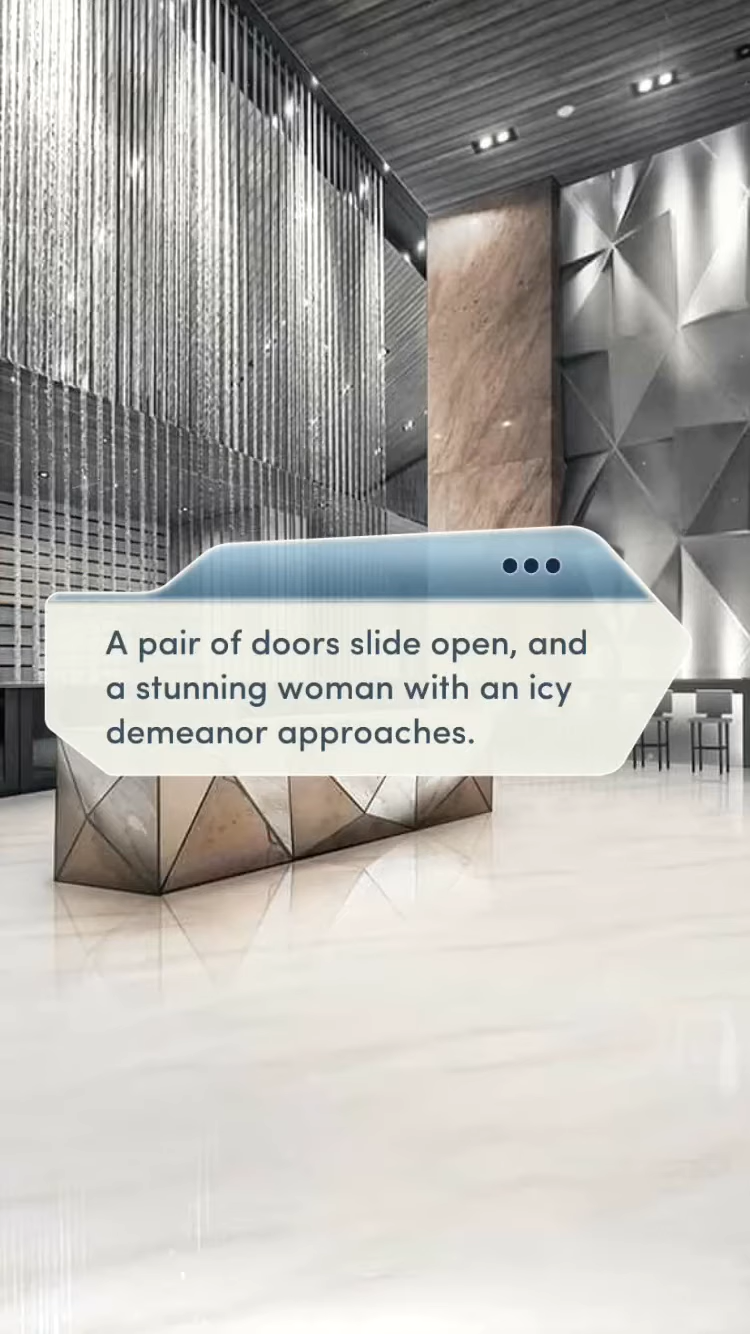 A pair of doors slide open, and
a stunning woman with an icy
demeanor approaches.